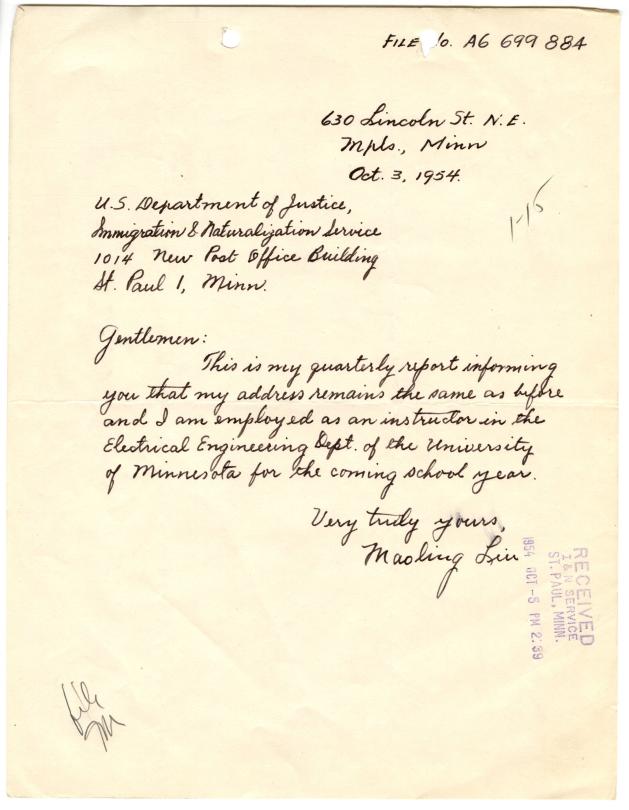 FILE No. A6 699 884
630 Lincoln St. N.E.
Mpls., Minn
Oct. 3, 1954.
1-15
U.S. Department of Justice,
Immigration & Naturalization Service
1014 New Post Office Building
St. Paul 1, Minn.
Gentlemen:
This is my quarterly report informing
you that my address remains the same as before
and I am employed as an instructor in the
Electrical Engineering Dept. of the University
of Minnesota for the coming school year.
Very truly yours,
Maoling Liu
RECEIVED
I & N SERVICE
ST. PAUL, MINN.
1954 OCT -5 PM 2:39
file